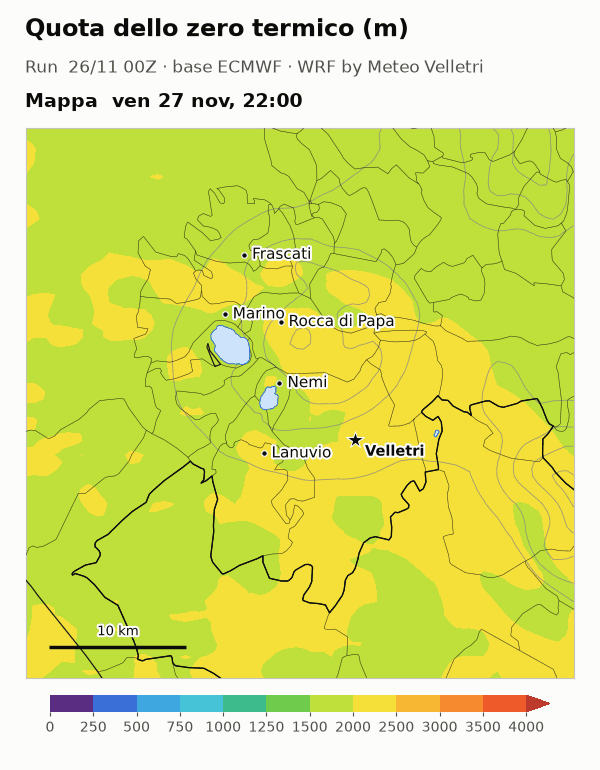 Quota dello zero termico (m)
Run  26/11 00Z · base ECMWF · WRF by Meteo Velletri
Mappa  ven 27 nov, 22:00
Frascati
Marino
Rocca di Papa
Nemi
Velletri
Lanuvio
10 km
0 250 500 750 1000 1250 1500 2000 2500 3000 3500 4000